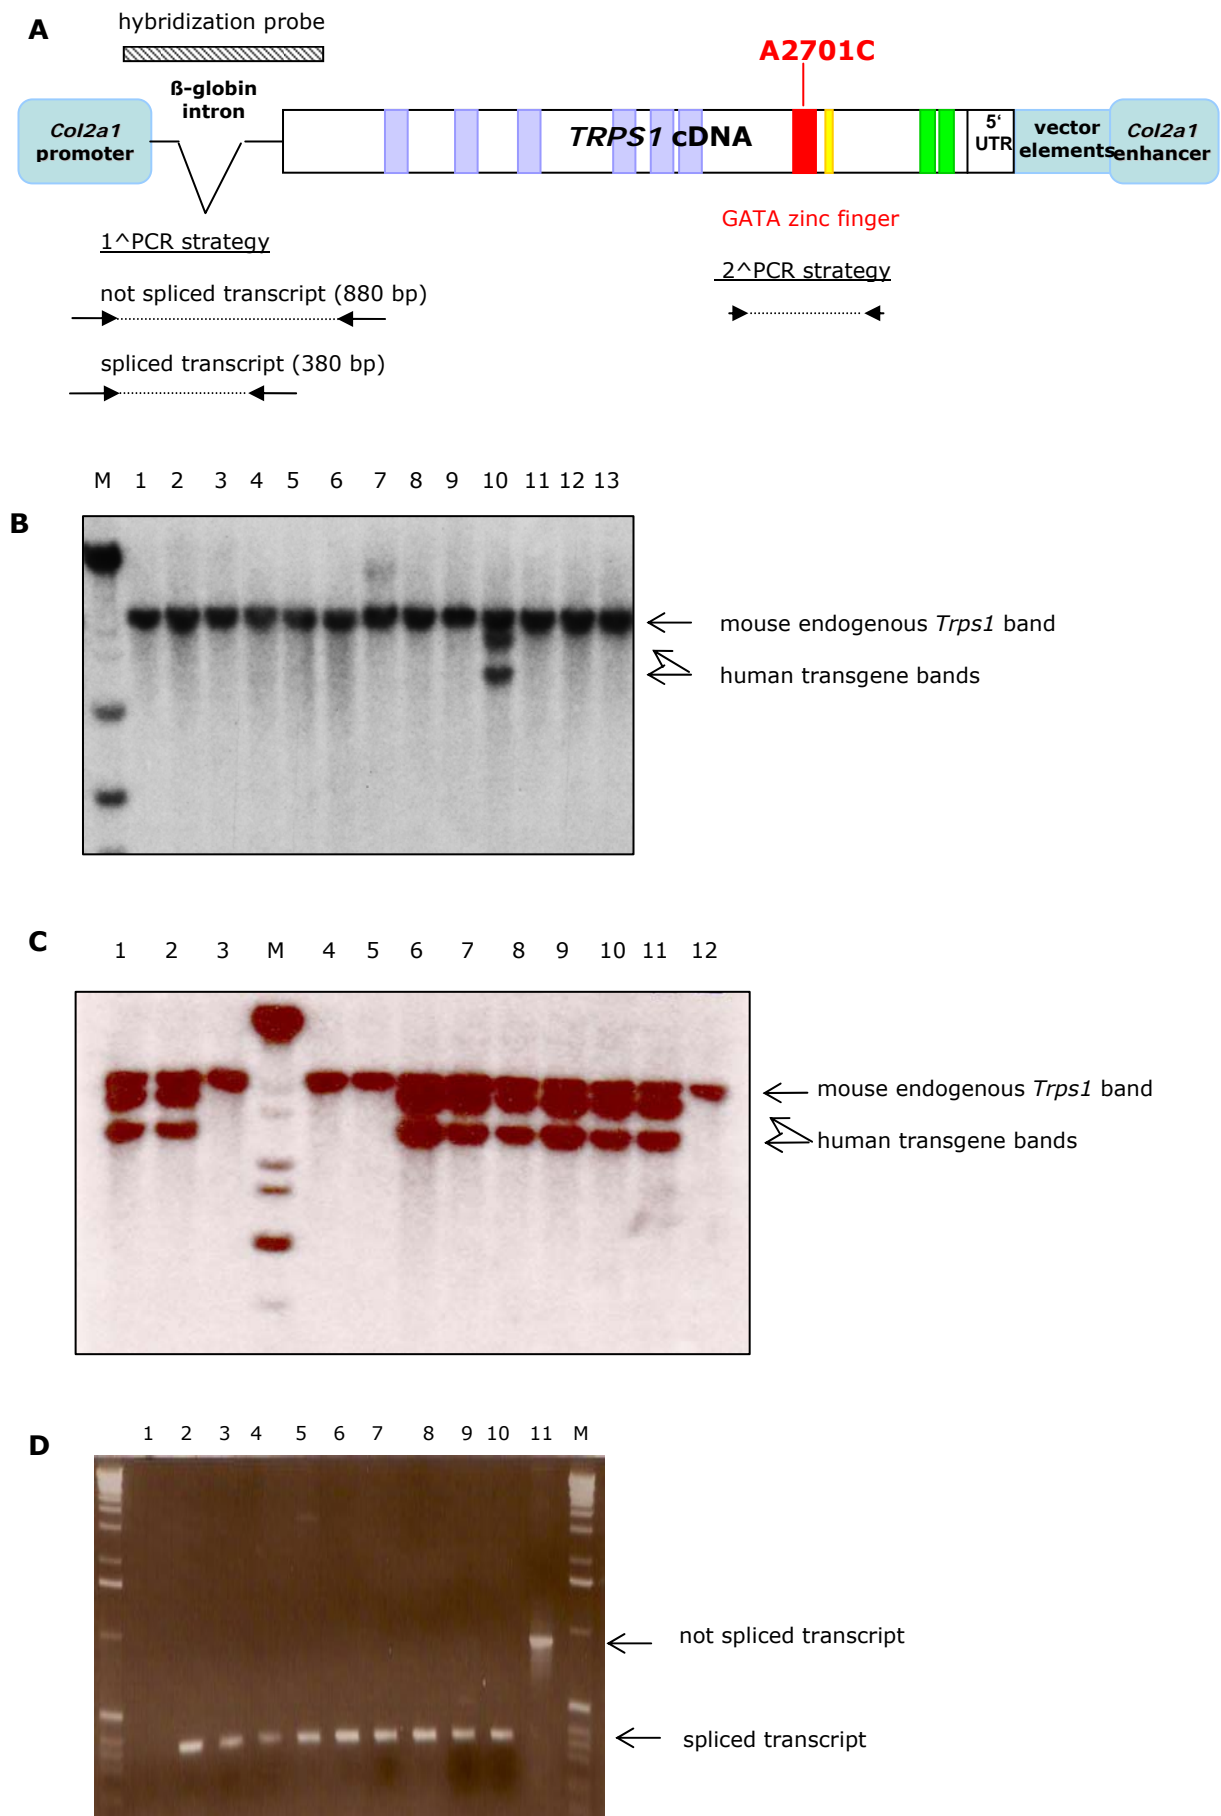 A
hybridization probe
A2701C
ß-globin
intron
Col2a1
promoter
TRPS1 cDNA
5‘
UTR
vector
elements
Col2a1
enhancer
GATA zinc finger
1^PCR strategy
2^PCR strategy
not spliced transcript (880 bp)
spliced transcript (380 bp)
M 1 2 3 4 5 6 7 8 9 10 11 12 13
B
mouse endogenous Trps1 band
human transgene bands
C
1 2 3 M 4 5 6 7 8 9 10 11 12
mouse endogenous Trps1 band
human transgene bands
1 2 3 4 5 6 7 8 9 10 11 M
D
not spliced transcript
spliced transcript